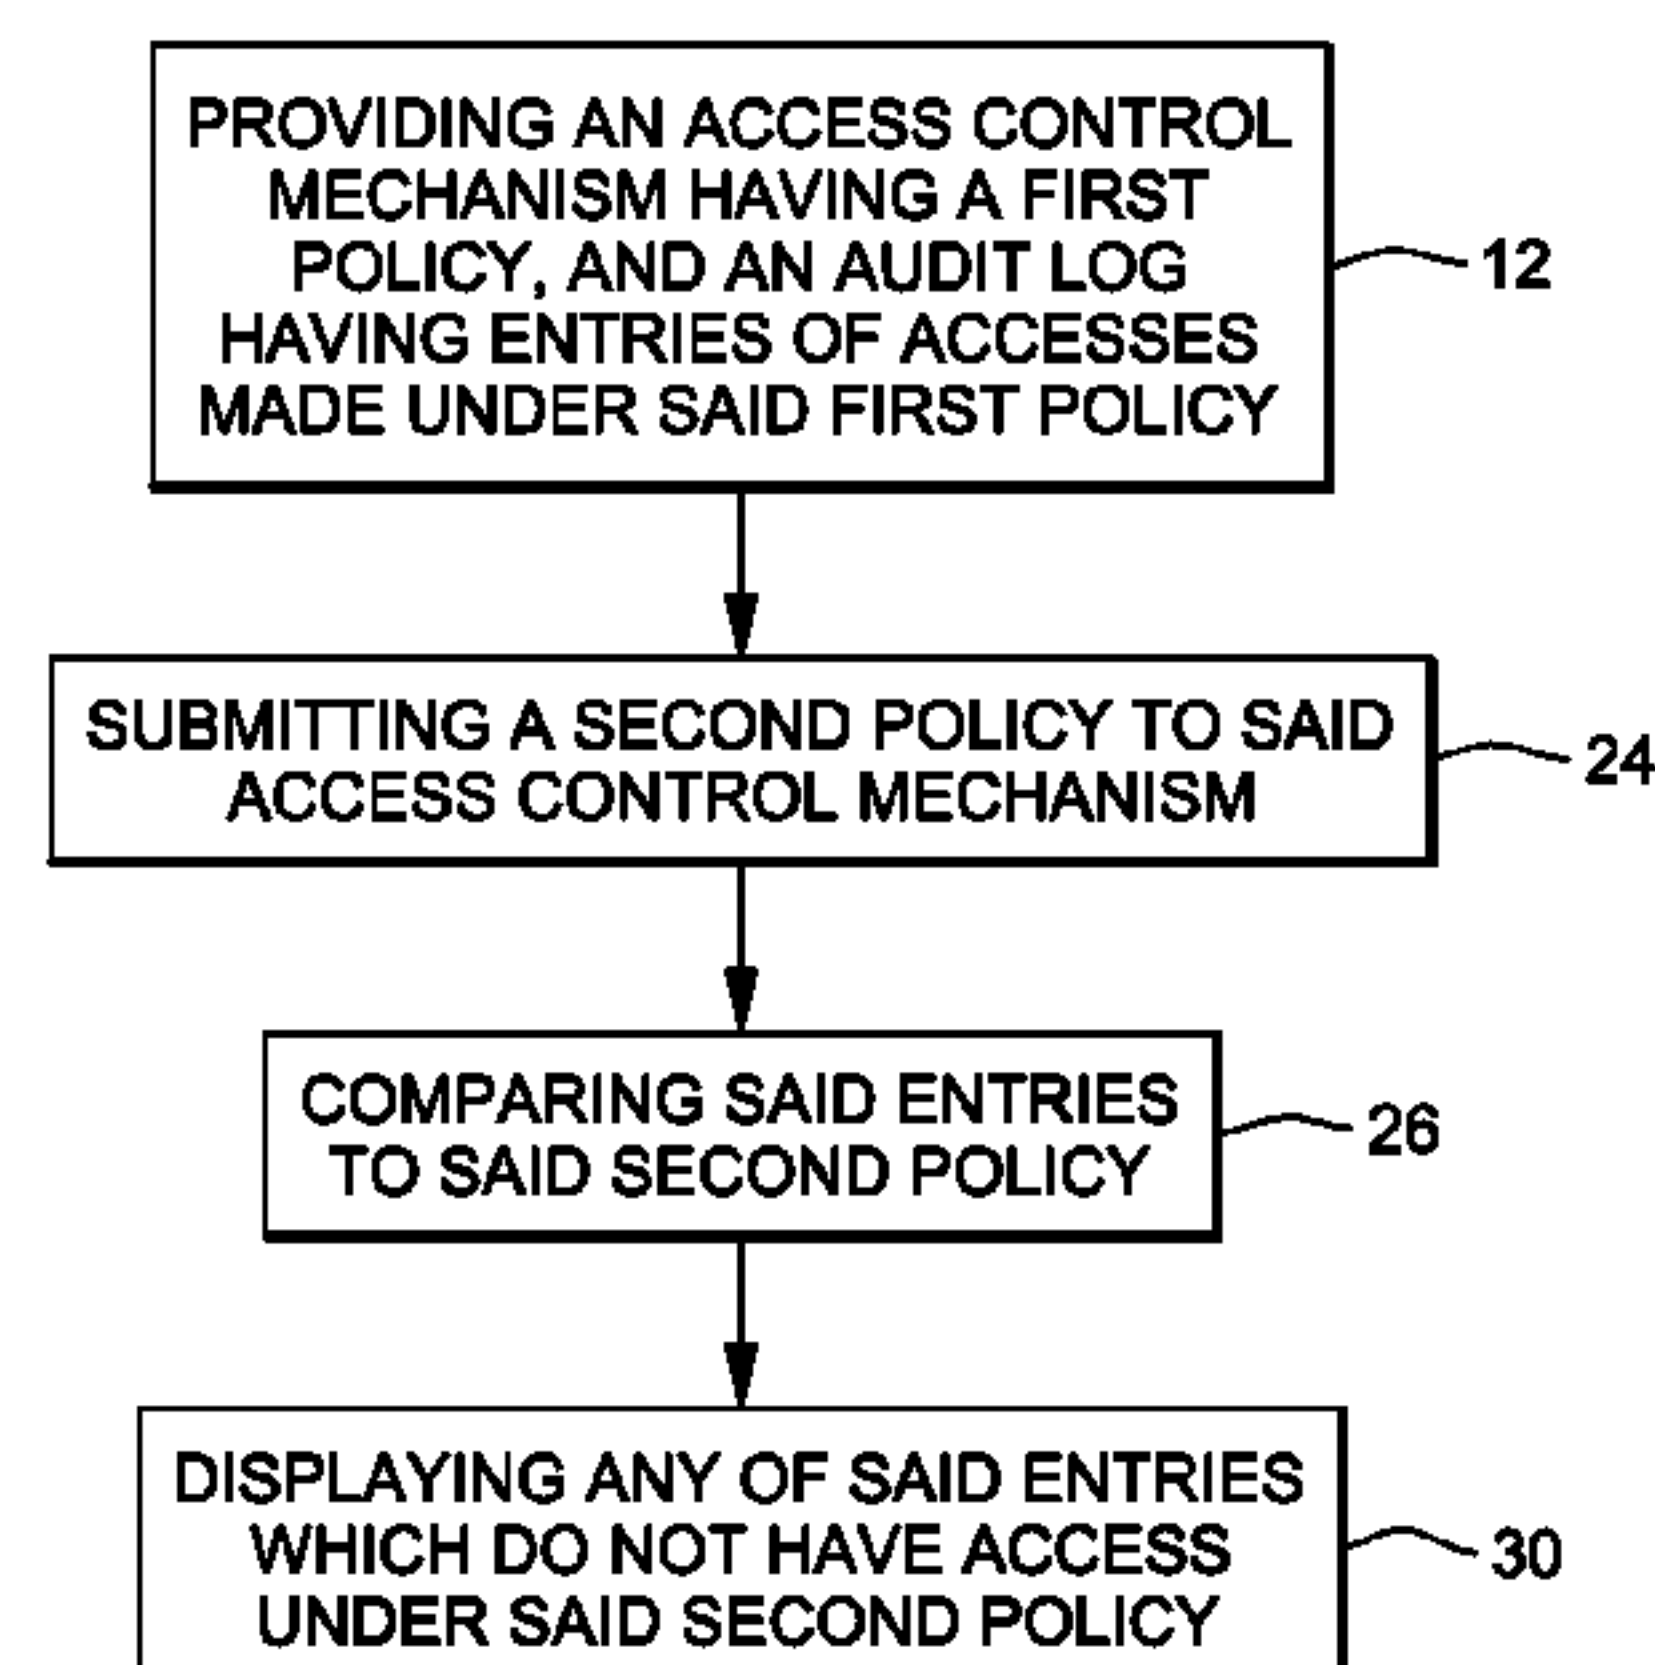 PROVIDING AN ACCESS CONTROL
MECHANISM HAVING A FIRST
POLICY, AND AN AUDIT LOG
HAVING ENTRIES OF ACCESSES
MADE UNDER SAID FIRST POLICY
12
SUBMITTING A SECOND POLICY TO SAID
ACCESS CONTROL MECHANISM
24
COMPARING SAID ENTRIES
TO SAID SECOND POLICY
26
DISPLAYING ANY OF SAID ENTRIES
WHICH DO NOT HAVE ACCESS
UNDER SAID SECOND POLICY
30